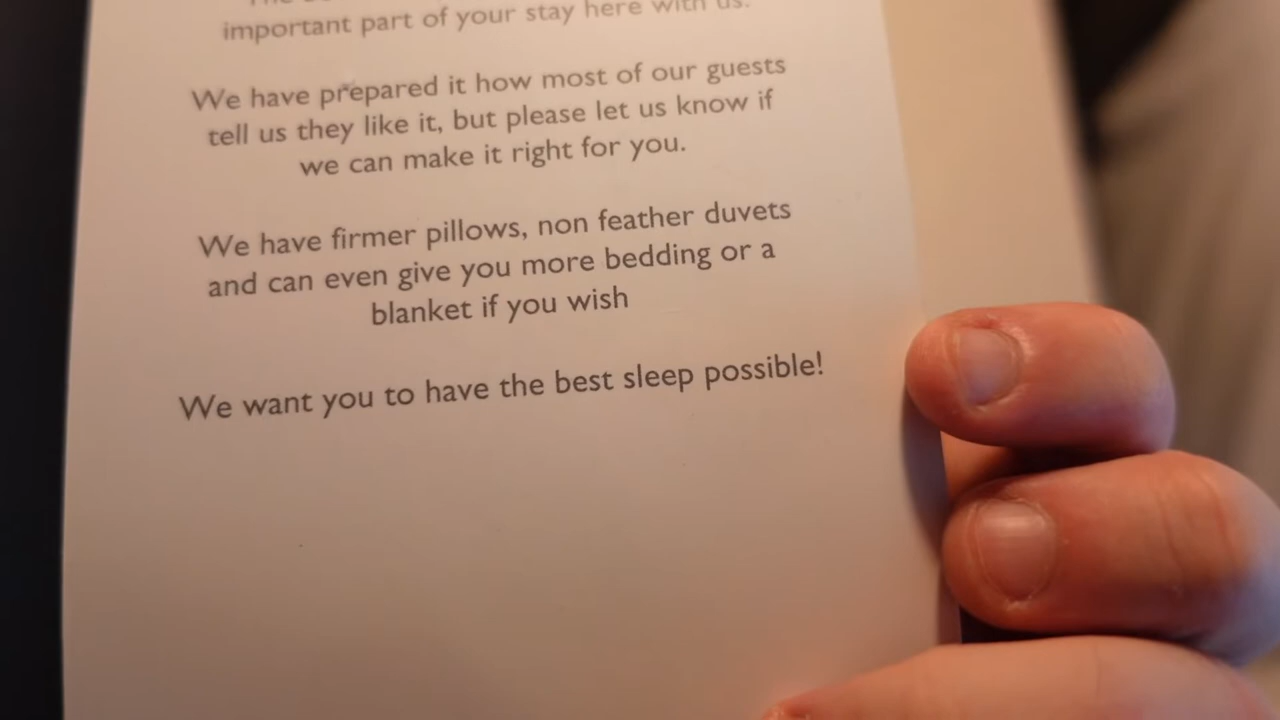 important part of your stay here with us.
We have prepared it how most of our guests
tell us they like it, but please let us know if
we can make it right for you.
We have firmer pillows, non feather duvets
and can even give you more bedding or a
blanket if you wish
We want you to have the best sleep possible!